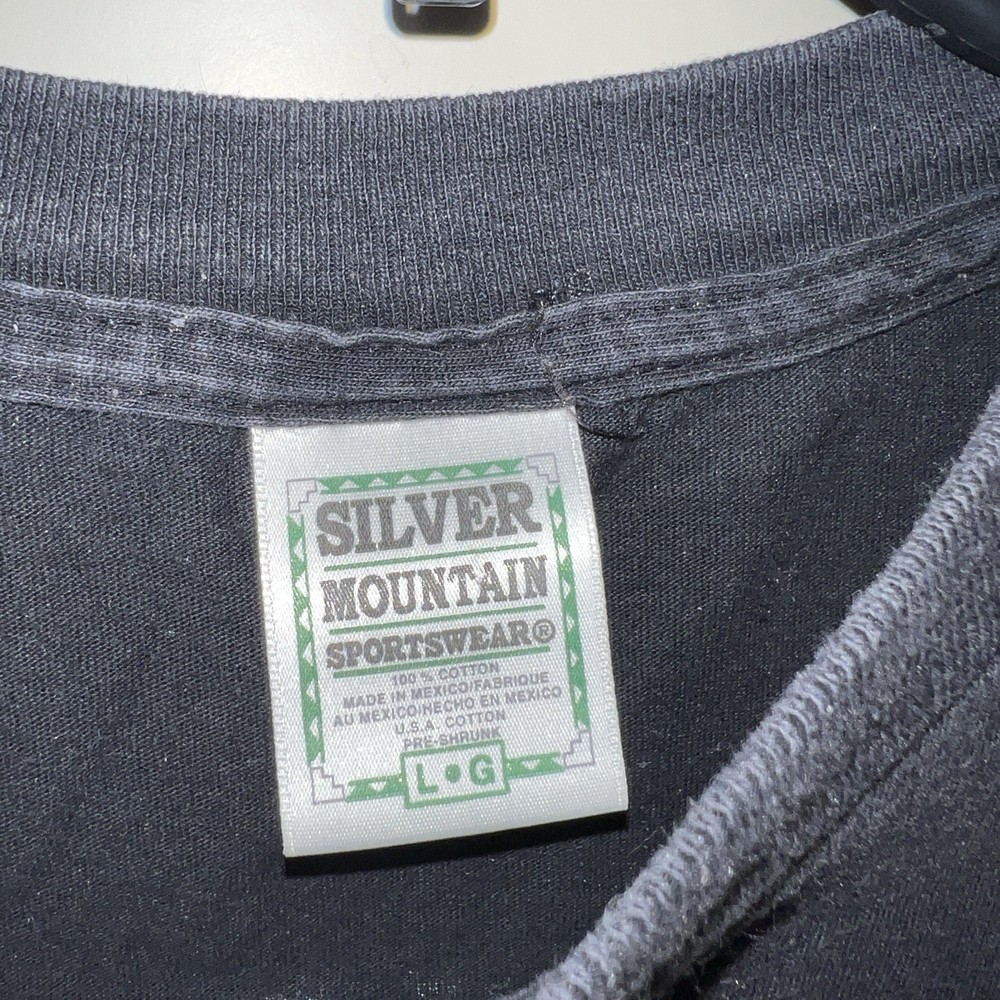 SILVER
MOUNTAIN
SPORTSWEAR®
100 % COTTON
MADE IN MEXICO/FABRIQUE
AU MEXICO/HECHO EN MEXICO
U.S.A. COTTON
PRE-SHRUNK
L•G